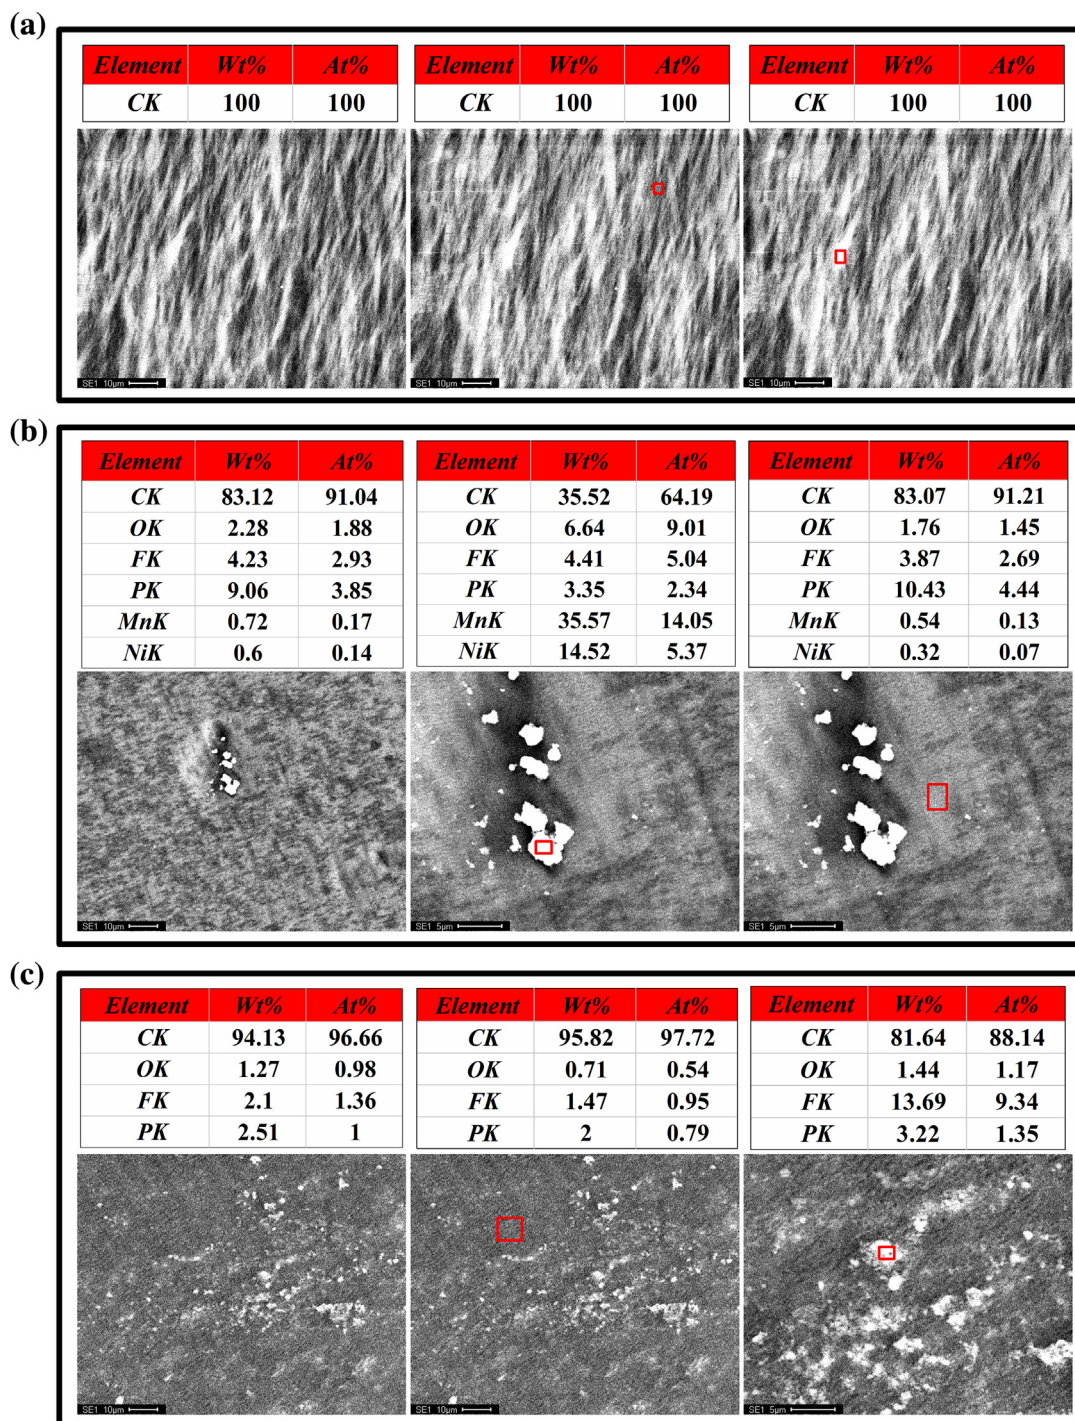 (a)
Element Wt% At%
CK 100 100
Element Wt% At%
CK 100 100
Element Wt% At%
CK 100 100
SE1 10μm
SE1 10μm
SE1 10μm
(b)
Element Wt% At%
CK 83.12 91.04
OK 2.28 1.88
FK 4.23 2.93
PK 9.06 3.85
MnK 0.72 0.17
NiK 0.6 0.14
Element Wt% At%
CK 35.52 64.19
OK 6.64 9.01
FK 4.41 5.04
PK 3.35 2.34
MnK 35.57 14.05
NiK 14.52 5.37
Element Wt% At%
CK 83.07 91.21
OK 1.76 1.45
FK 3.87 2.69
PK 10.43 4.44
MnK 0.54 0.13
NiK 0.32 0.07
SE1 10μm
SE1 5μm
SE1 5μm
(c)
Element Wt% At%
CK 94.13 96.66
OK 1.27 0.98
FK 2.1 1.36
PK 2.51 1
Element Wt% At%
CK 95.82 97.72
OK 0.71 0.54
FK 1.47 0.95
PK 2 0.79
Element Wt% At%
CK 81.64 88.14
OK 1.44 1.17
FK 13.69 9.34
PK 3.22 1.35
SE1 10μm
SE1 10μm
SE1 5μm